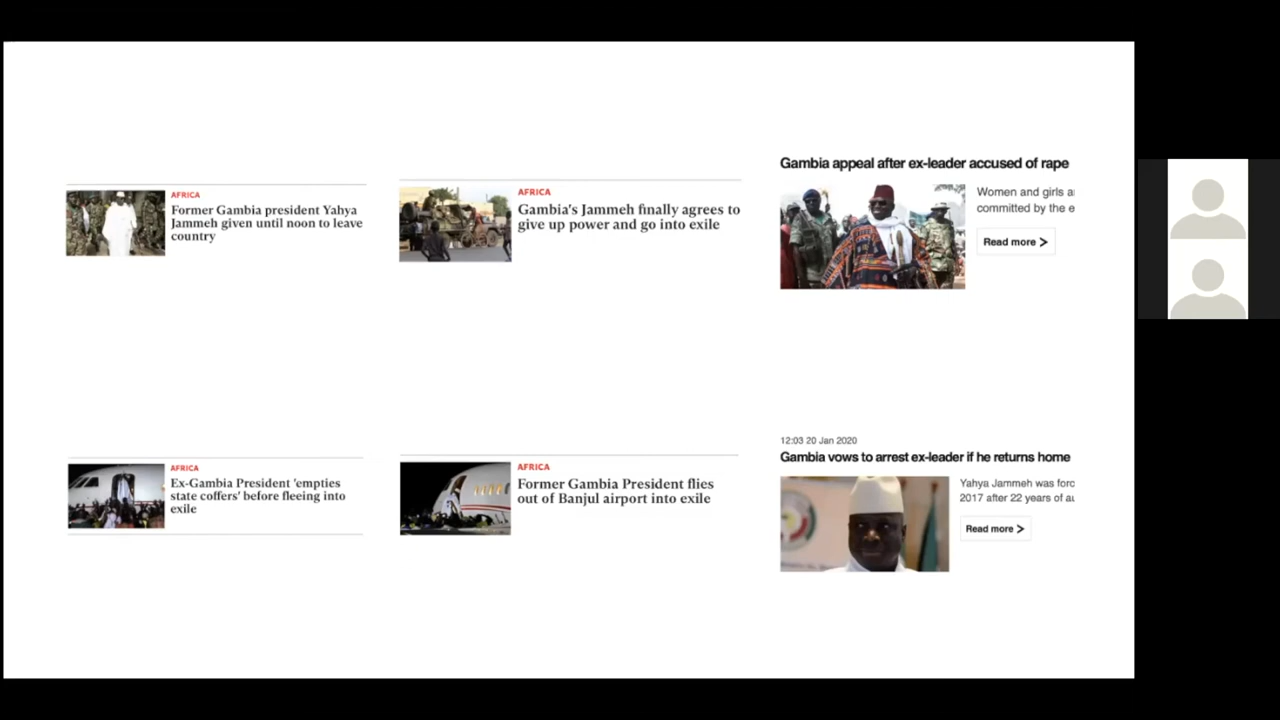 AFRICA
Former Gambia president Yahya
Jammeh given until noon to leave
country
AFRICA
Gambia's Jammeh finally agrees to
give up power and go into exile
Gambia appeal after ex-leader accused of rape
Women and girls a
committed by the e
Read more >
AFRICA
Ex-Gambia President 'empties
state coffers' before fleeing into
exile
AFRICA
Former Gambia President flies
out of Banjul airport into exile
12:03 20 Jan 2020
Gambia vows to arrest ex-leader if he returns home
Yahya Jammeh was forc
2017 after 22 years of au
Read more >